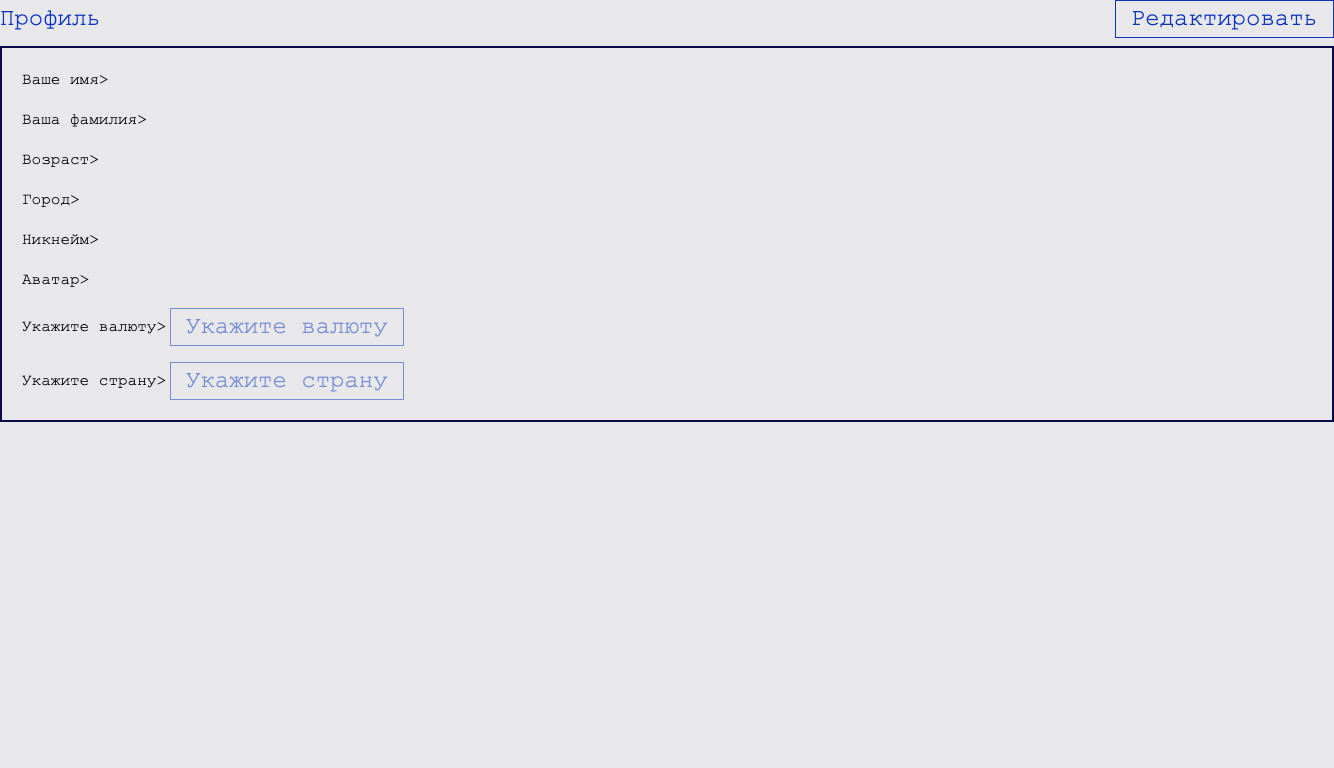 Профиль
Редактировать
Ваше имя>
Ваша фамилия>
Возраст>
Город>
Никнейм>
Аватар>
Укажите валюту> Укажите валюту
Укажите страну> Укажите страну